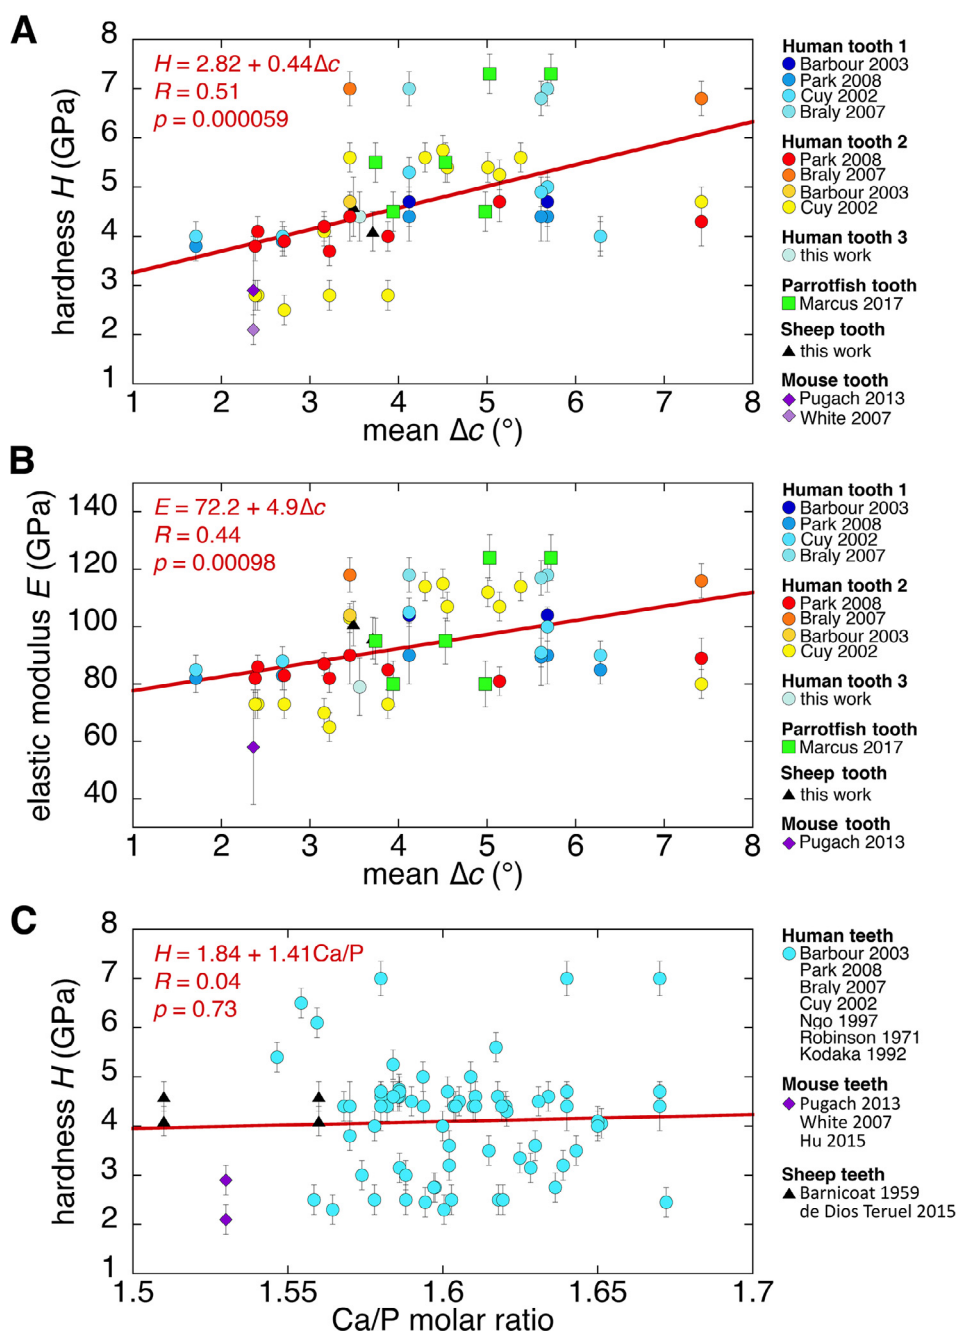 A
8
7
6
5
4
3
2
1
hardness H (GPa)
H = 2.82 + 0.44Δc
R = 0.51
p = 0.000059
1 2 3 4 5 6 7 8
mean Δc (°)
Human tooth 1
Barbour 2003
Park 2008
Cuy 2002
Braly 2007
Human tooth 2
Park 2008
Braly 2007
Barbour 2003
Cuy 2002
Human tooth 3
this work
Parrotfish tooth
Marcus 2017
Sheep tooth
this work
Mouse tooth
Pugach 2013
White 2007
B
140
120
100
80
60
40
elastic modulus E (GPa)
E = 72.2 + 4.9Δc
R = 0.44
p = 0.00098
1 2 3 4 5 6 7 8
mean Δc (°)
Human tooth 1
Barbour 2003
Park 2008
Cuy 2002
Braly 2007
Human tooth 2
Park 2008
Braly 2007
Barbour 2003
Cuy 2002
Human tooth 3
this work
Parrotfish tooth
Marcus 2017
Sheep tooth
this work
Mouse tooth
Pugach 2013
C
8
7
6
5
4
3
2
1
hardness H (GPa)
H = 1.84 + 1.41Ca/P
R = 0.04
p = 0.73
1.5 1.55 1.6 1.65 1.7
Ca/P molar ratio
Human teeth
Barbour 2003
Park 2008
Braly 2007
Cuy 2002
Ngo 1997
Robinson 1971
Kodaka 1992
Mouse teeth
Pugach 2013
White 2007
Hu 2015
Sheep teeth
Barnicoat 1959
de Dios Teruel 2015